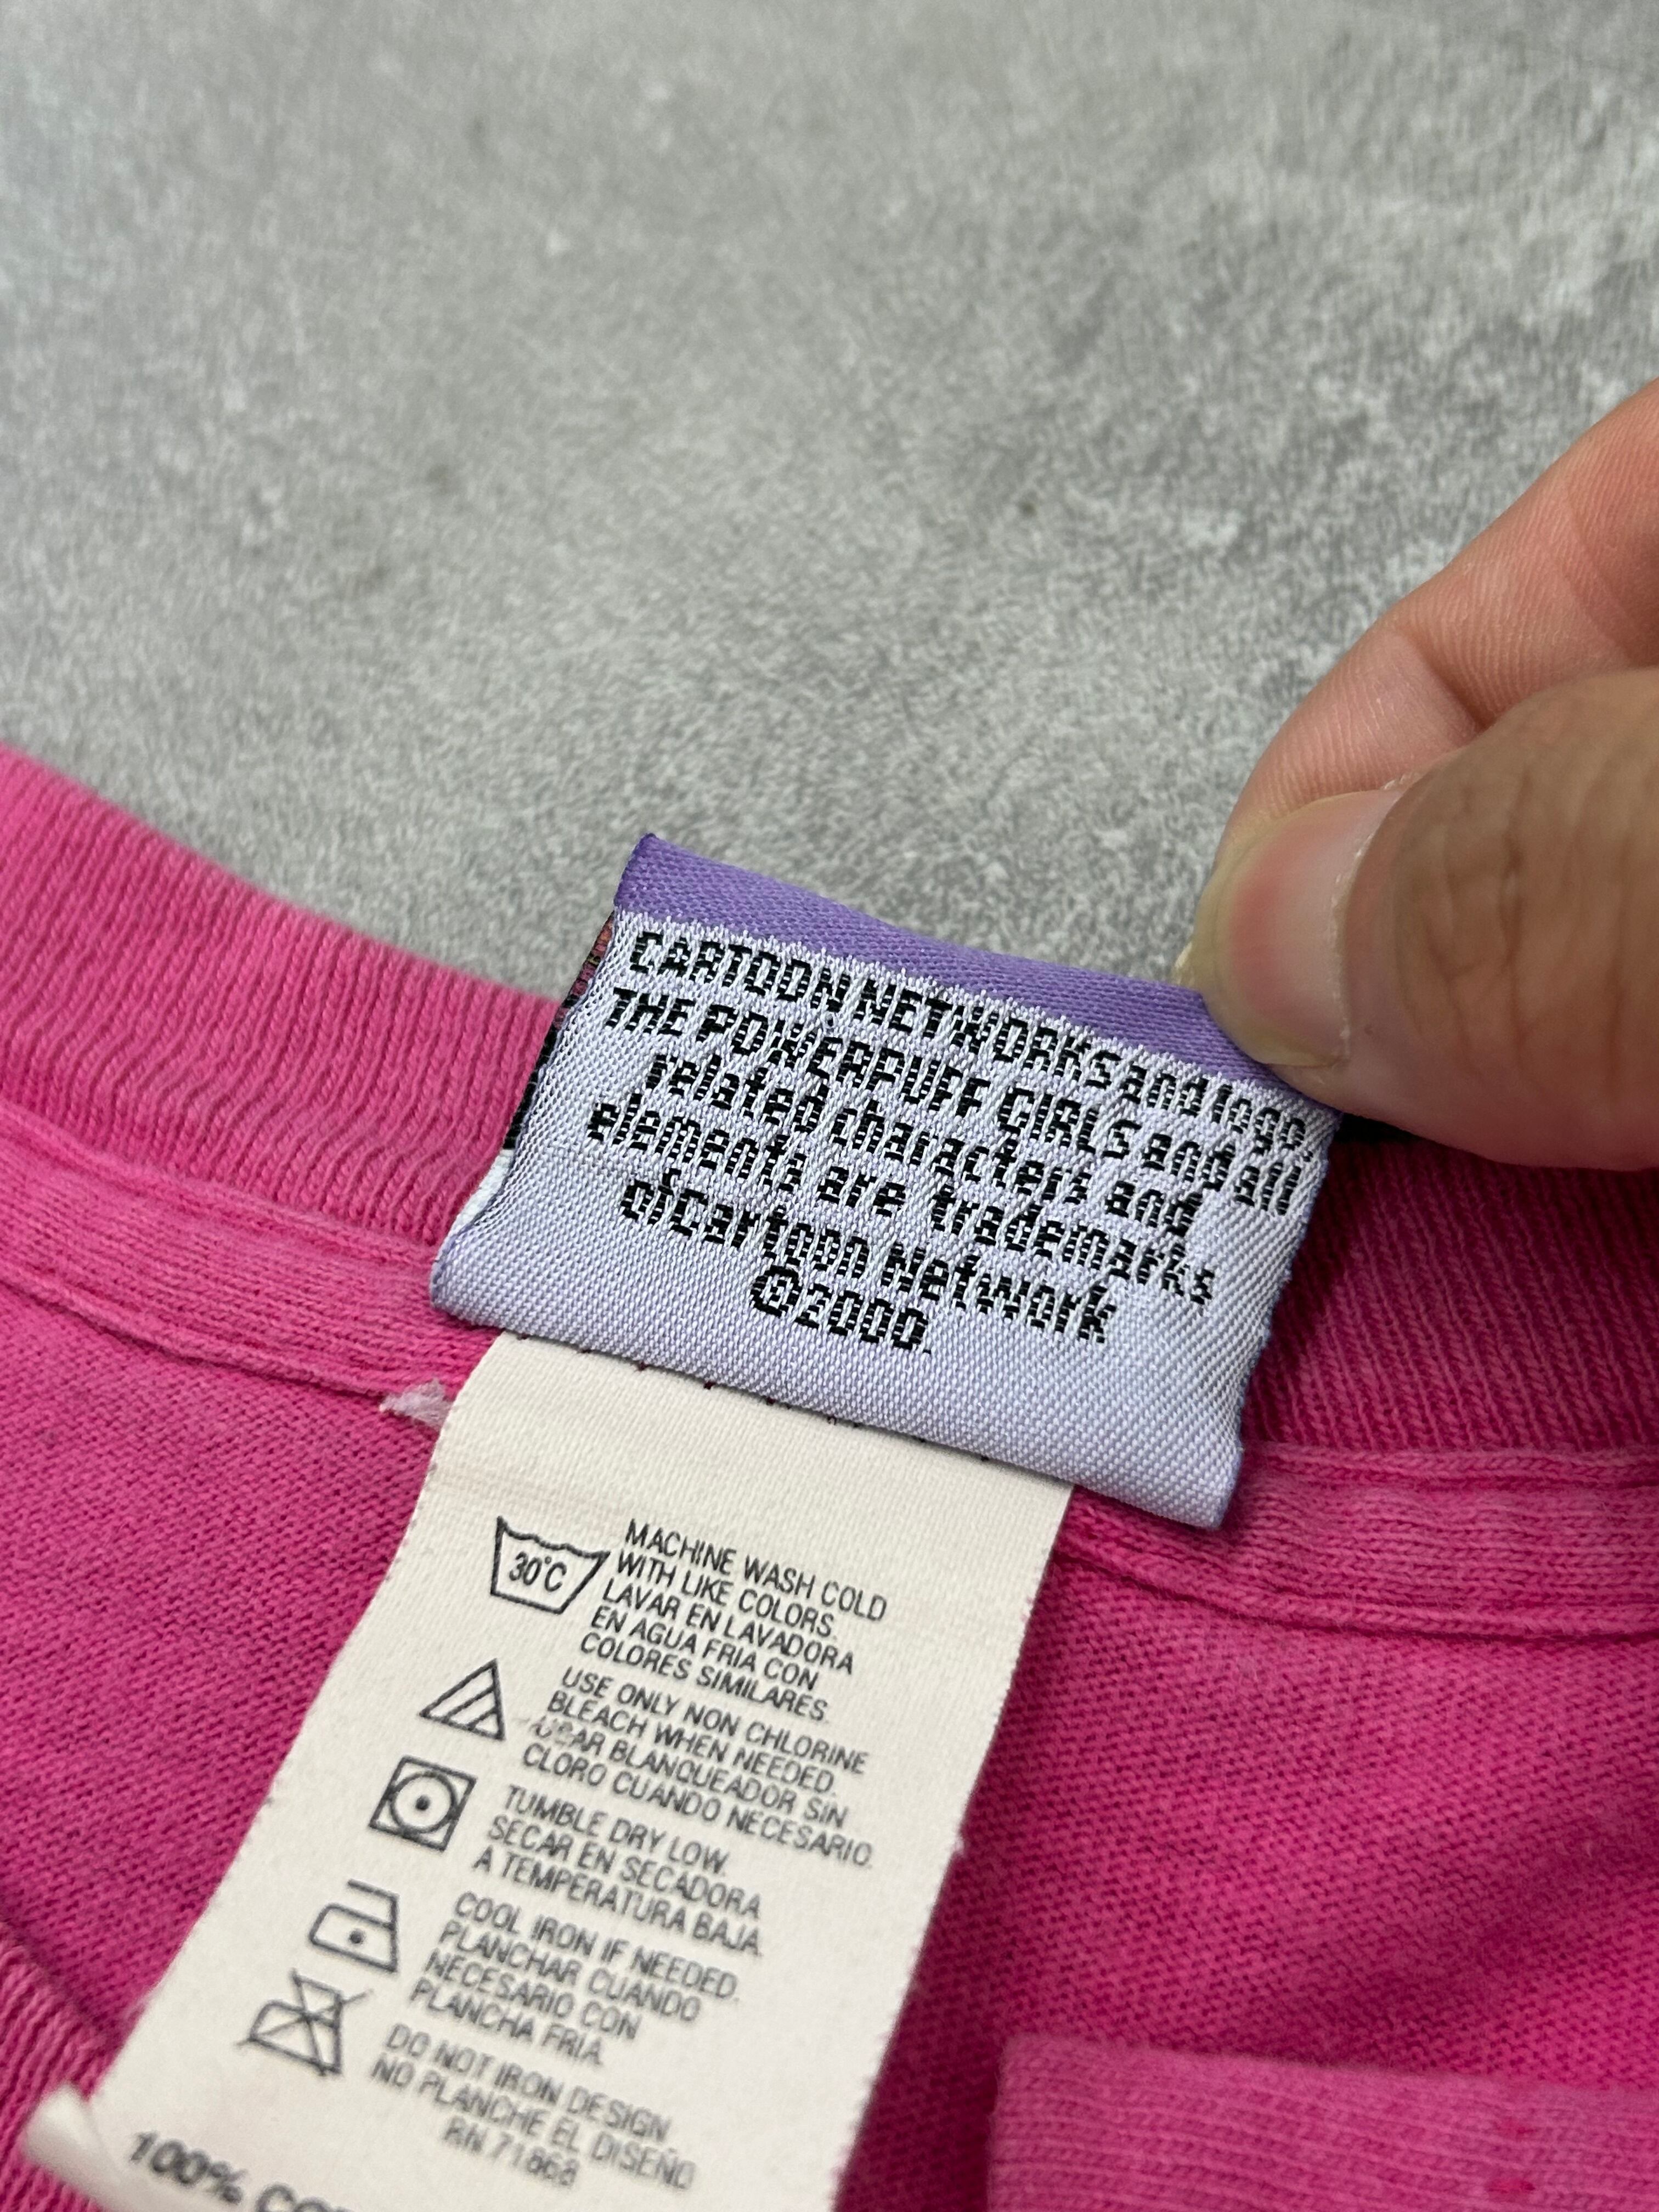 CARTOON NETWORKS and logo,
THE POWERPUFF GIRLS and all
related characters and
elements are trademarks
of Cartoon Network
©2000.
30°C
MACHINE WASH COLD
WITH LIKE COLORS.
LAVAR EN LAVADORA
EN AGUA FRIA CON
COLORES SIMILARES.
USE ONLY NON CHLORINE
BLEACH WHEN NEEDED.
USAR BLANQUEADOR SIN
CLORO CUANDO NECESARIO.
TUMBLE DRY LOW.
SECAR EN SECADORA
A TEMPERATURA BAJA.
COOL IRON IF NEEDED.
PLANCHAR CUANDO
NECESARIO CON
PLANCHA FRIA.
DO NOT IRON DESIGN
NO PLANCHE EL DISEÑO
RN 71868
100%